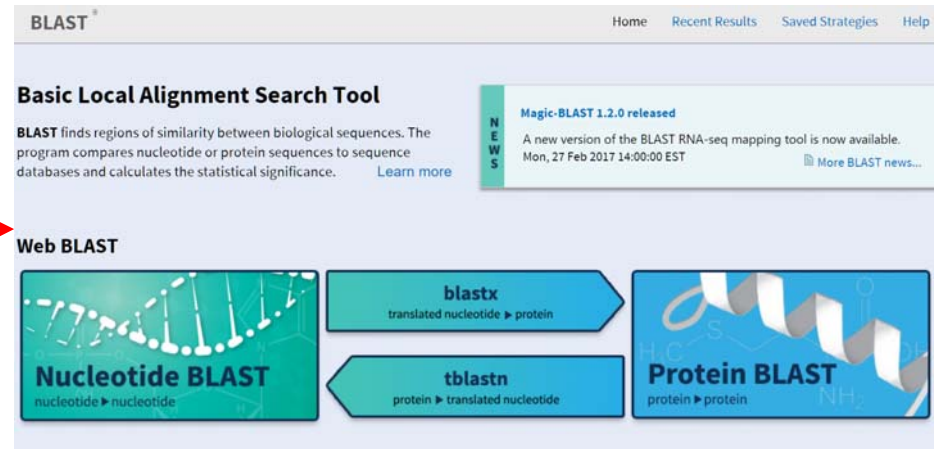 BLAST ®
Home Recent Results Saved Strategies Help
Basic Local Alignment Search Tool
BLAST finds regions of similarity between biological sequences. The
program compares nucleotide or protein sequences to sequence
databases and calculates the statistical significance. Learn more
NEWS
Magic-BLAST 1.2.0 released
A new version of the BLAST RNA-seq mapping tool is now available.
Mon, 27 Feb 2017 14:00:00 EST
More BLAST news...
Web BLAST
Nucleotide BLAST
nucleotide ▶ nucleotide
blastx
translated nucleotide ▶ protein
tblastn
protein ▶ translated nucleotide
Protein BLAST
protein ▶ protein
O
S
H₃C
OH
NH₂